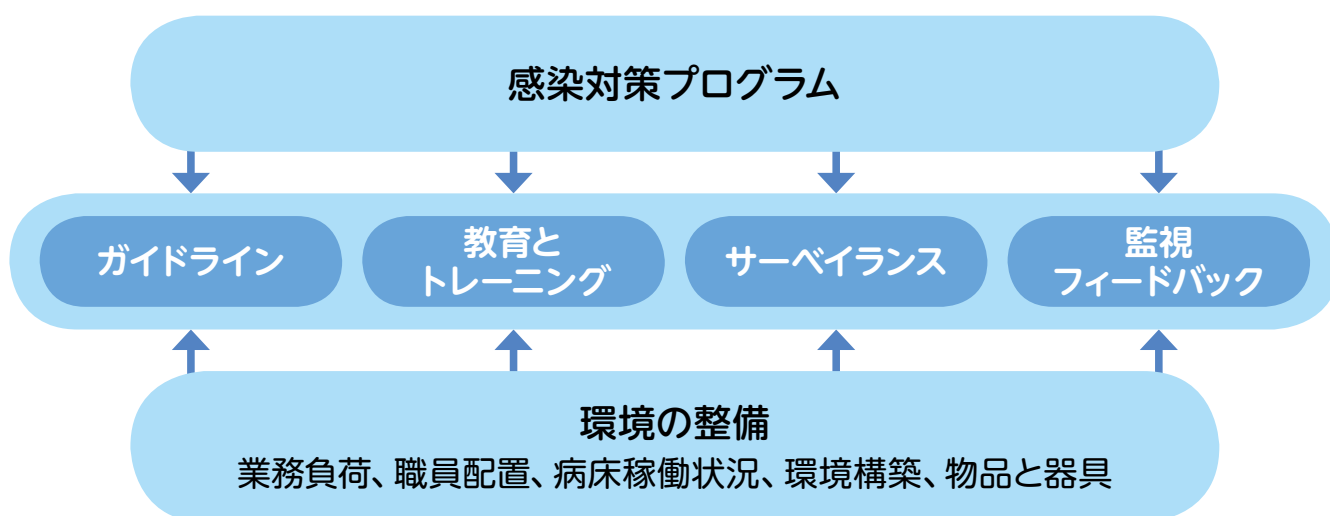 感染対策プログラム
ガイドライン
教育と
トレーニング
サーベイランス
監視
フィードバック
環境の整備
業務負荷、職員配置、病床稼働状況、環境構築、物品と器具